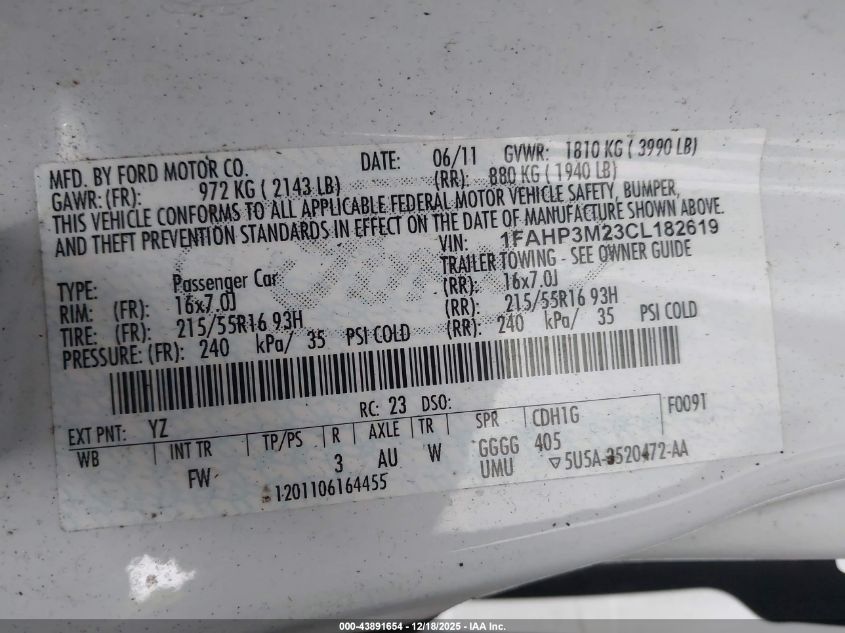 MFD. BY FORD MOTOR CO. DATE: 06/11 GVWR: 1810 KG ( 3990 LB)
GAWR: (FR): 972 KG ( 2143 LB) (RR): 880 KG ( 1940 LB)
THIS VEHICLE CONFORMS TO ALL APPLICABLE FEDERAL MOTOR VEHICLE SAFETY, BUMPER,
AND THEFT PREVENTION STANDARDS IN EFFECT ON THE DATE OF MANUFACTURE SHOWN ABOVE.
VIN: 1FAHP3M23CL182619
TRAILER TOWING - SEE OWNER GUIDE
TYPE: Passenger Car
RIM: (FR): 16x7.0J (RR): 16x7.0J
TIRE: (FR): 215/55R16 93H (RR): 215/55R16 93H
PRESSURE: (FR): 240 kPa/ 35 PSI COLD (RR): 240 kPa/ 35 PSI COLD
RC: 23 DSO: F0091
EXT PNT: YZ
WB INT TR TP/PS R AXLE TR SPR CDH1G
FW 3 AU W GGGG 405
UMU ▽5U5A-3520472-AA
1201106164455
000-43891654 - 12/18/2025 - IAA Inc.